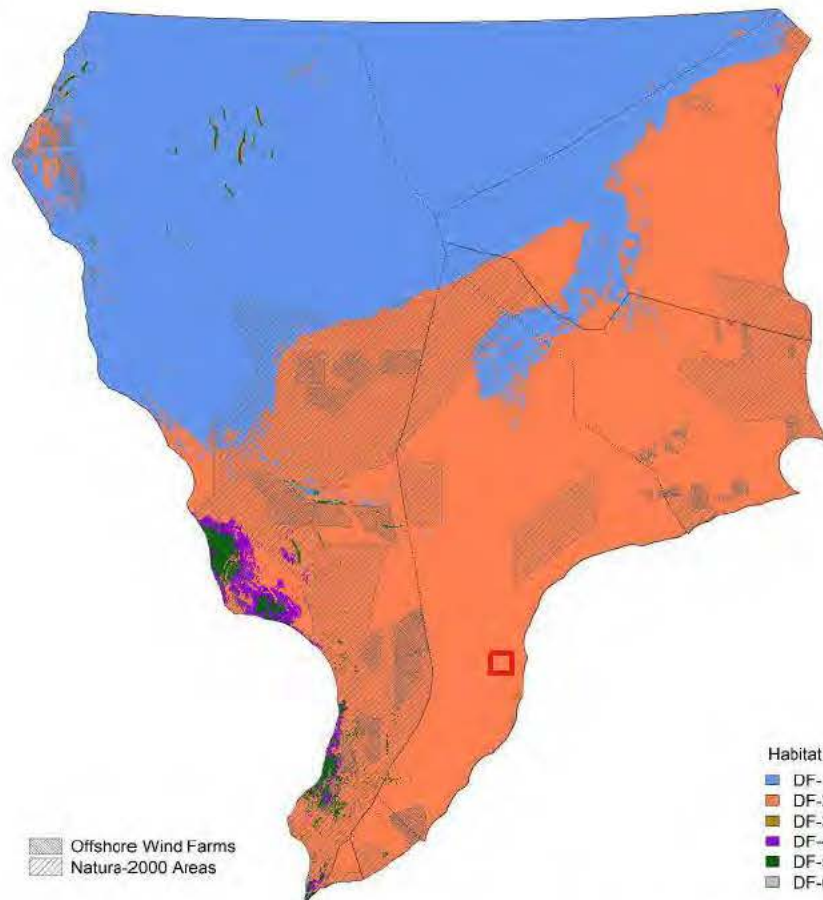 Offshore Wind Farms
Natura-2000 Areas
Habitat
DF-
DF-
DF-
DF-
DF-
DF-